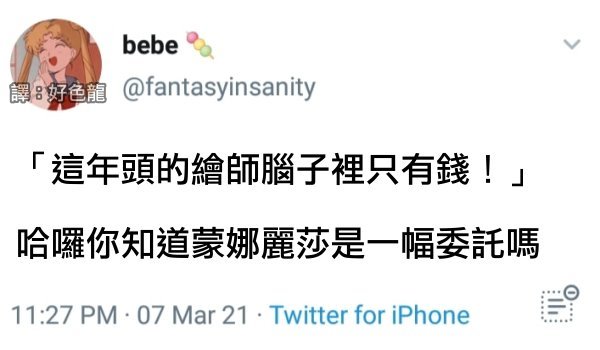 bebe 🍡
@fantasyinsanity
譯：好色龍
「這年頭的繪師腦子裡只有錢！」
哈囉你知道蒙娜麗莎是一幅委託嗎
11:27 PM · 07 Mar 21 · Twitter for iPhone